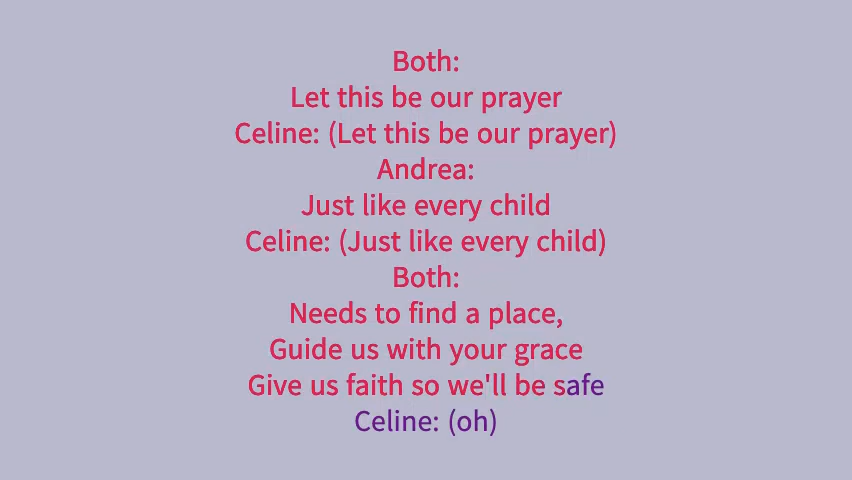 Both:
Let this be our prayer
Celine: (Let this be our prayer)
Andrea:
Just like every child
Celine: (Just like every child)
Both:
Needs to find a place,
Guide us with your grace
Give us faith so we'll be safe
Celine: (oh)